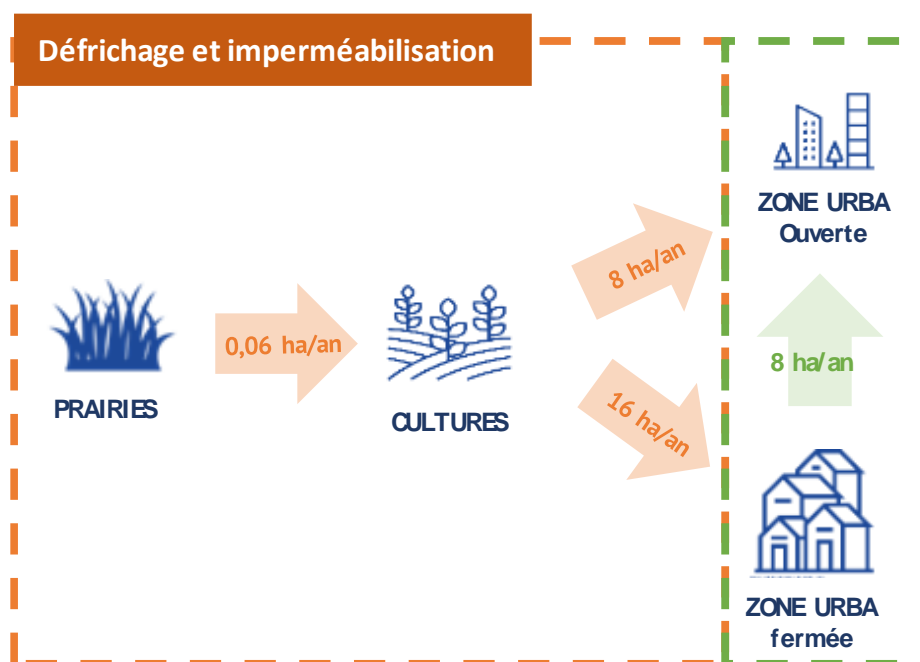 Défrichage et imperméabilisation
ZONE URBA
Ouverte
8 ha/an
0,06 ha/an
8 ha/an
PRAIRIES
CULTURES
16 ha/an
ZONE URBA
fermée